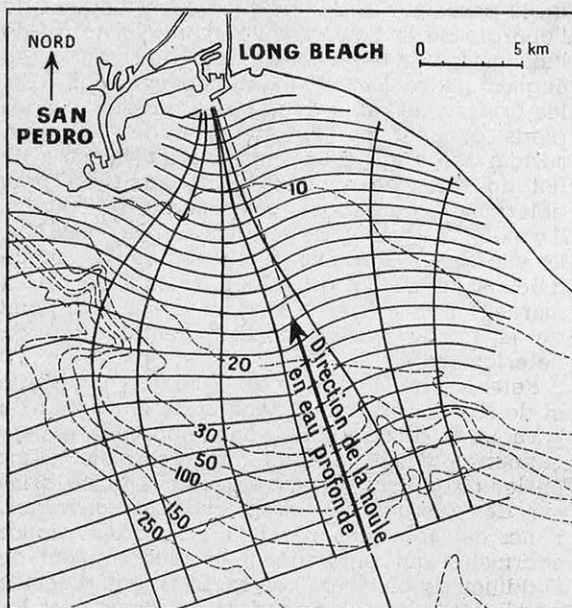 NORD
LONG BEACH
0 5 km
SAN
PEDRO
10
20
30
50
100
150
250
Direction de la houle
en eau profonde